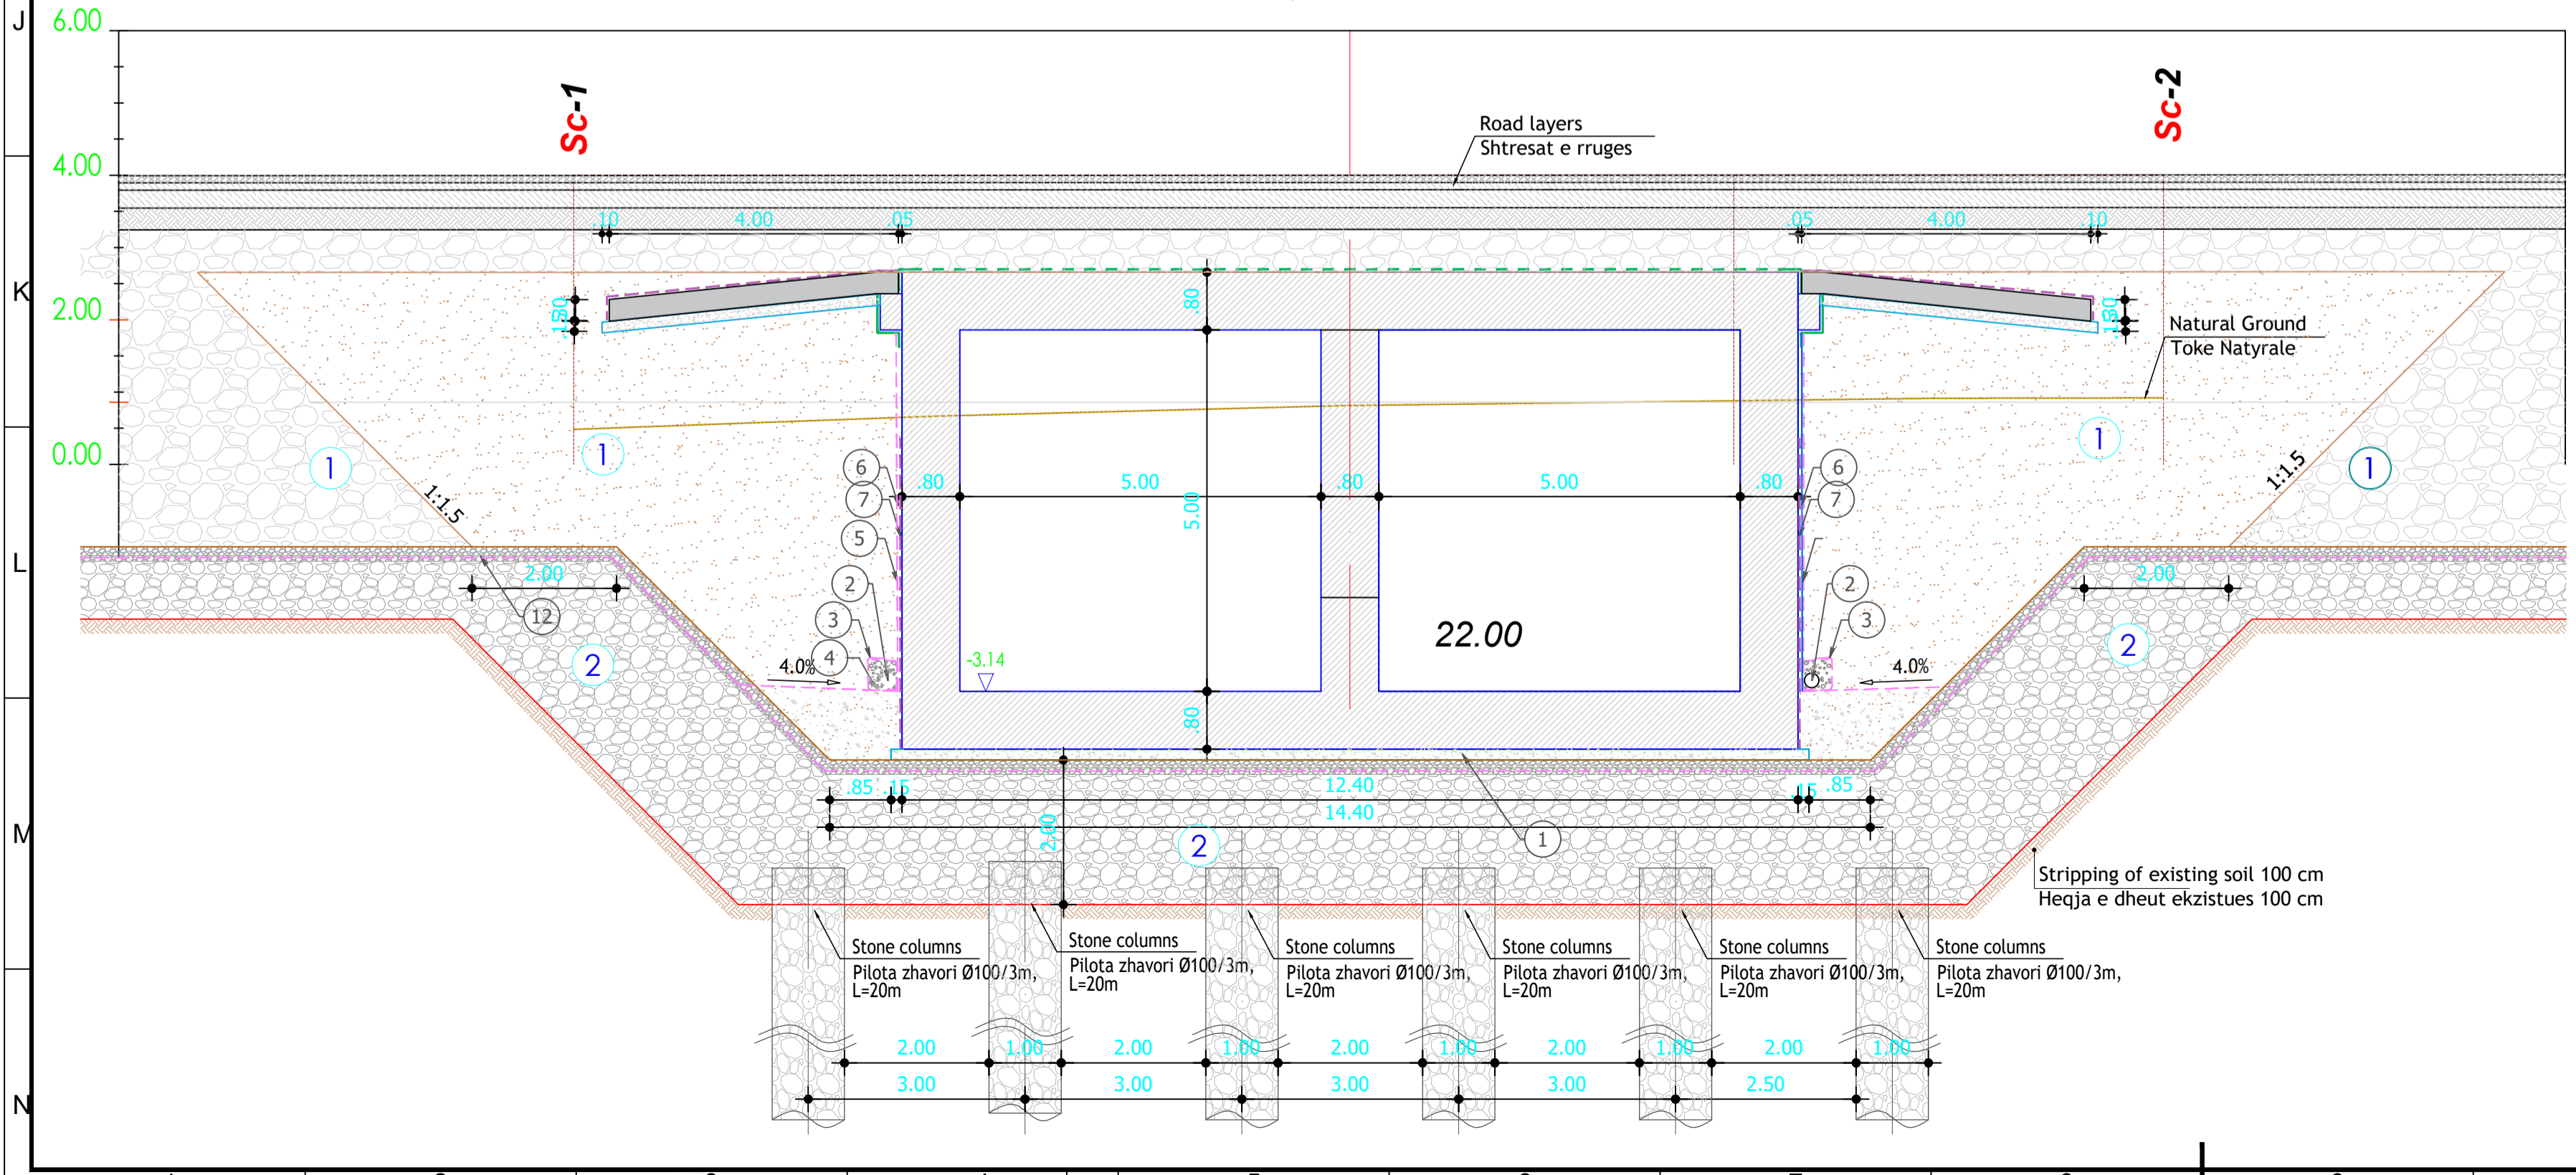 J
6.00
Sc-1
Sc-2
Road layers
Shtresat e rruges
4.00
.10
4.00
.05
.05
4.00
.10
K
2.00
.80
Natural Ground
Toke Natyrale
1
1
1
1
0.00
6
7
5
2
3
4
.80
5.00
.80
5.00
.80
5.00
6
7
2
3
1:1.5
1:1.5
L
2.00
2.00
12
22.00
2
2
4.0%
4.0%
-3.14
.80
.85
.15
12.40
.15
.85
14.40
M
2.00
2
1
Stripping of existing soil 100 cm
Heqja e dheut ekzistues 100 cm
Stone columns
Pilota zhavori Ø100/3m,
L=20m
Stone columns
Pilota zhavori Ø100/3m,
L=20m
Stone columns
Pilota zhavori Ø100/3m,
L=20m
Stone columns
Pilota zhavori Ø100/3m,
L=20m
Stone columns
Pilota zhavori Ø100/3m,
L=20m
Stone columns
Pilota zhavori Ø100/3m,
L=20m
2.00
1.00
2.00
1.00
2.00
1.00
2.00
1.00
2.00
1.00
3.00
3.00
3.00
3.00
2.50
N